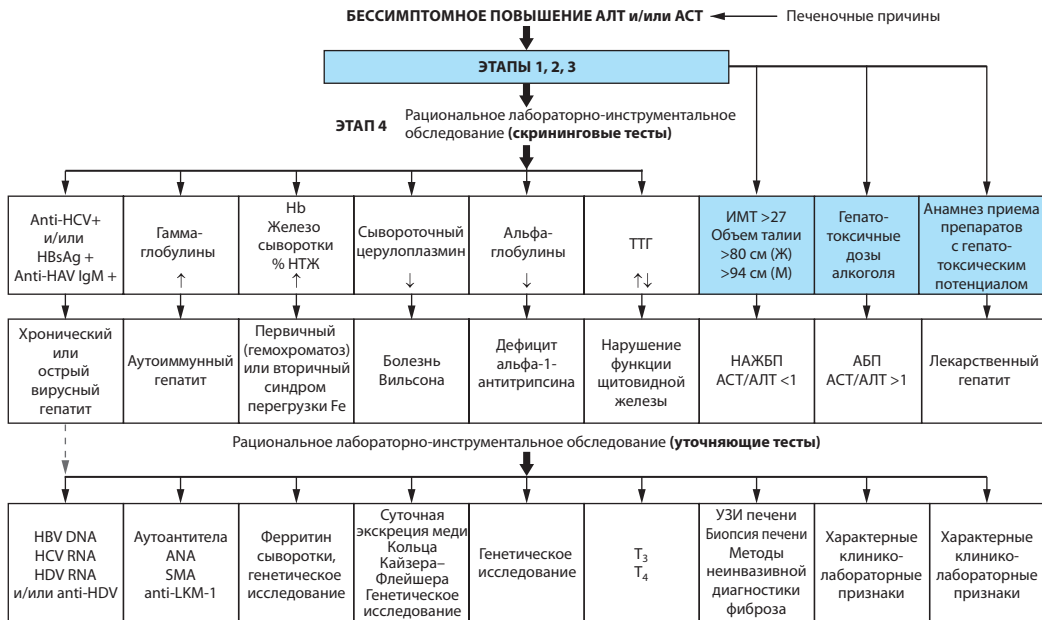 БЕССИМПТОМНОЕ ПОВЫШЕНИЕ АЛТ и/или АСТ
Печеночные причины
ЭТАПЫ 1, 2, 3
ЭТАП 4
Рациональное лабораторно-инструментальное
обследование (скрининговые тесты)
Anti-HCV+
и/или
HBsAg +
Anti-HAV IgM +
Гамма-
глобулины
↑
Hb
Железо
сыворотки
% НТЖ
↑
Сывороточный
церулоплазмин
↓
Альфа-
глобулины
↓
ТТГ
↑↓
ИМТ >27
Объем талии
>80 см (Ж)
>94 см (М)
Гепато-
токсичные
дозы
алкоголя
Анамнез приема
препаратов
с гепато-
токсическим
потенциалом
Хронический
или
острый
вирусный
гепатит
Аутоиммунный
гепатит
Первичный
(гемохроматоз)
или вторичный
синдром
перегрузки Fe
Болезнь
Вильсона
Дефицит
альфа-1-
антитрипсина
Нарушение
функции
щитовидной
железы
НАЖБП
АСТ/АЛТ <1
АБП
АСТ/АЛТ >1
Лекарственный
гепатит
Рациональное лабораторно-инструментальное обследование (уточняющие тесты)
HBV DNA
HCV RNA
HDV RNA
и/или anti-HDV
Аутоантитела
ANA
SMA
anti-LKM-1
Ферритин
сыворотки,
генетическое
исследование
Суточная
экскреция меди
Кольца
Кайзера–
Флейшера
Генетическое
исследование
Генетическое
исследование
T₃
T₄
УЗИ печени
Биопсия печени
Методы
неинвазивной
диагностики
фиброза
Характерные
клинико-
лабораторные
признаки
Характерные
клинико-
лабораторные
признаки